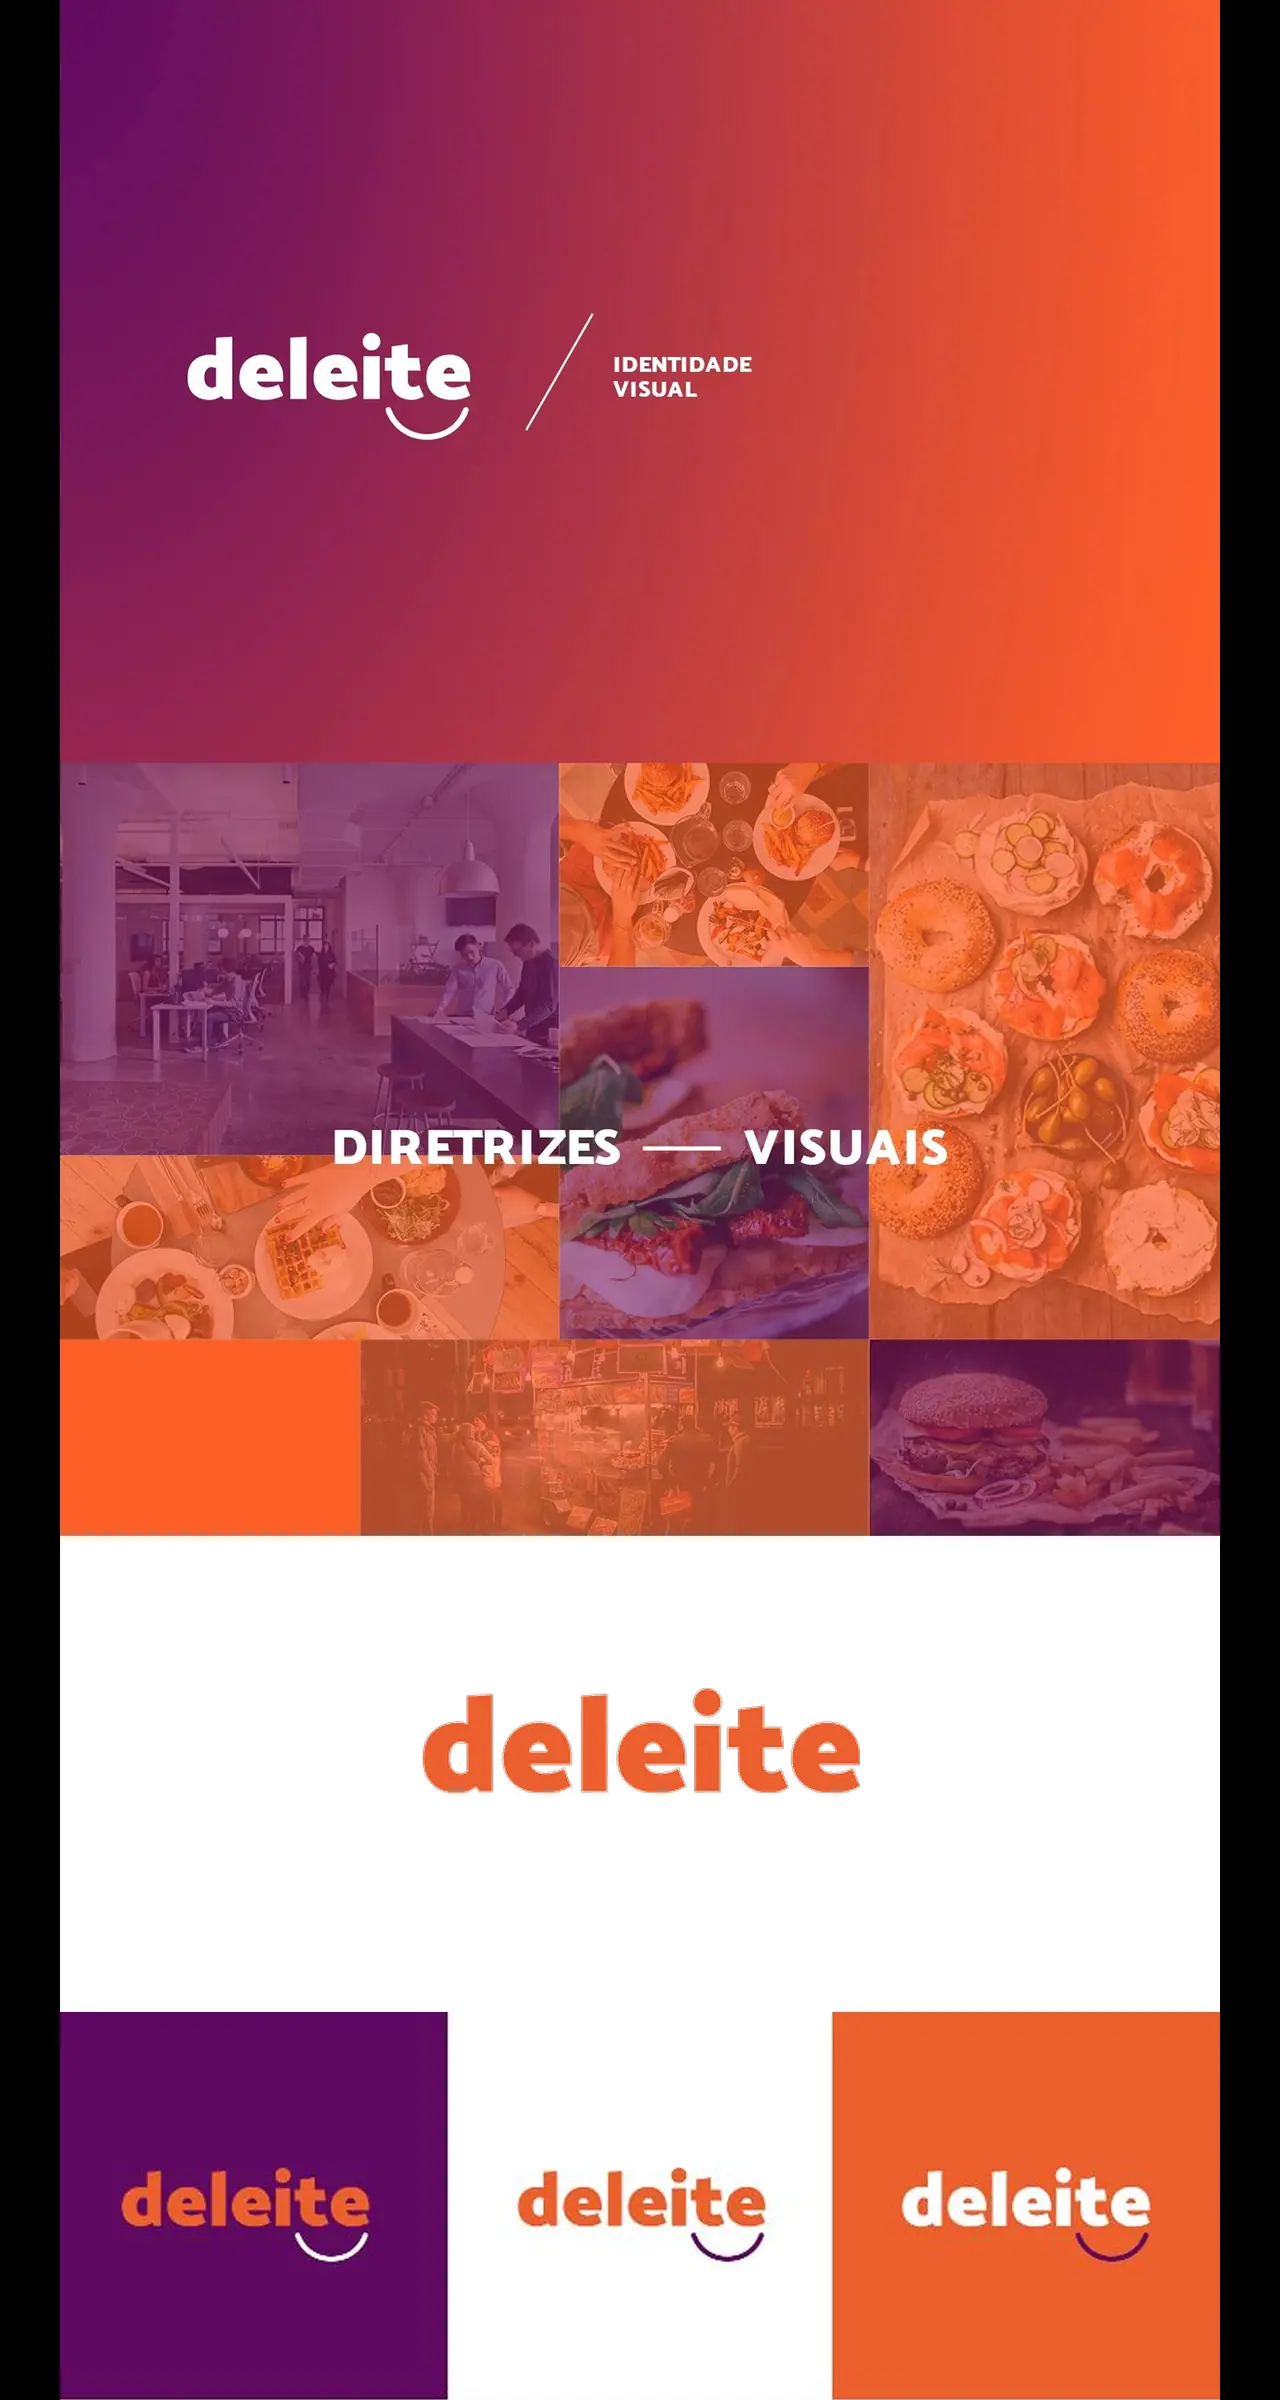 deleite
IDENTIDADE
VISUAL
DIRETRIZES — VISUAIS
deleite
deleite
deleite
deleite